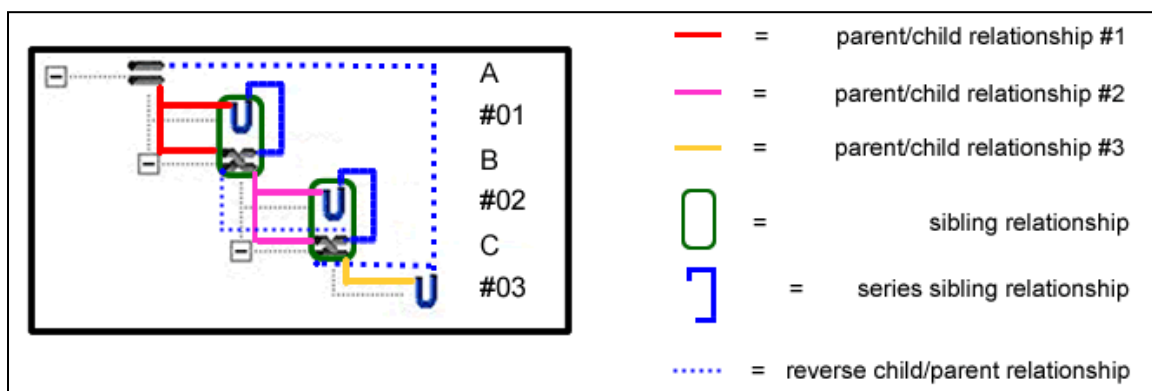 A
#01
B
#02
C
#03
= parent/child relationship #1
= parent/child relationship #2
= parent/child relationship #3
= sibling relationship
= series sibling relationship
= reverse child/parent relationship